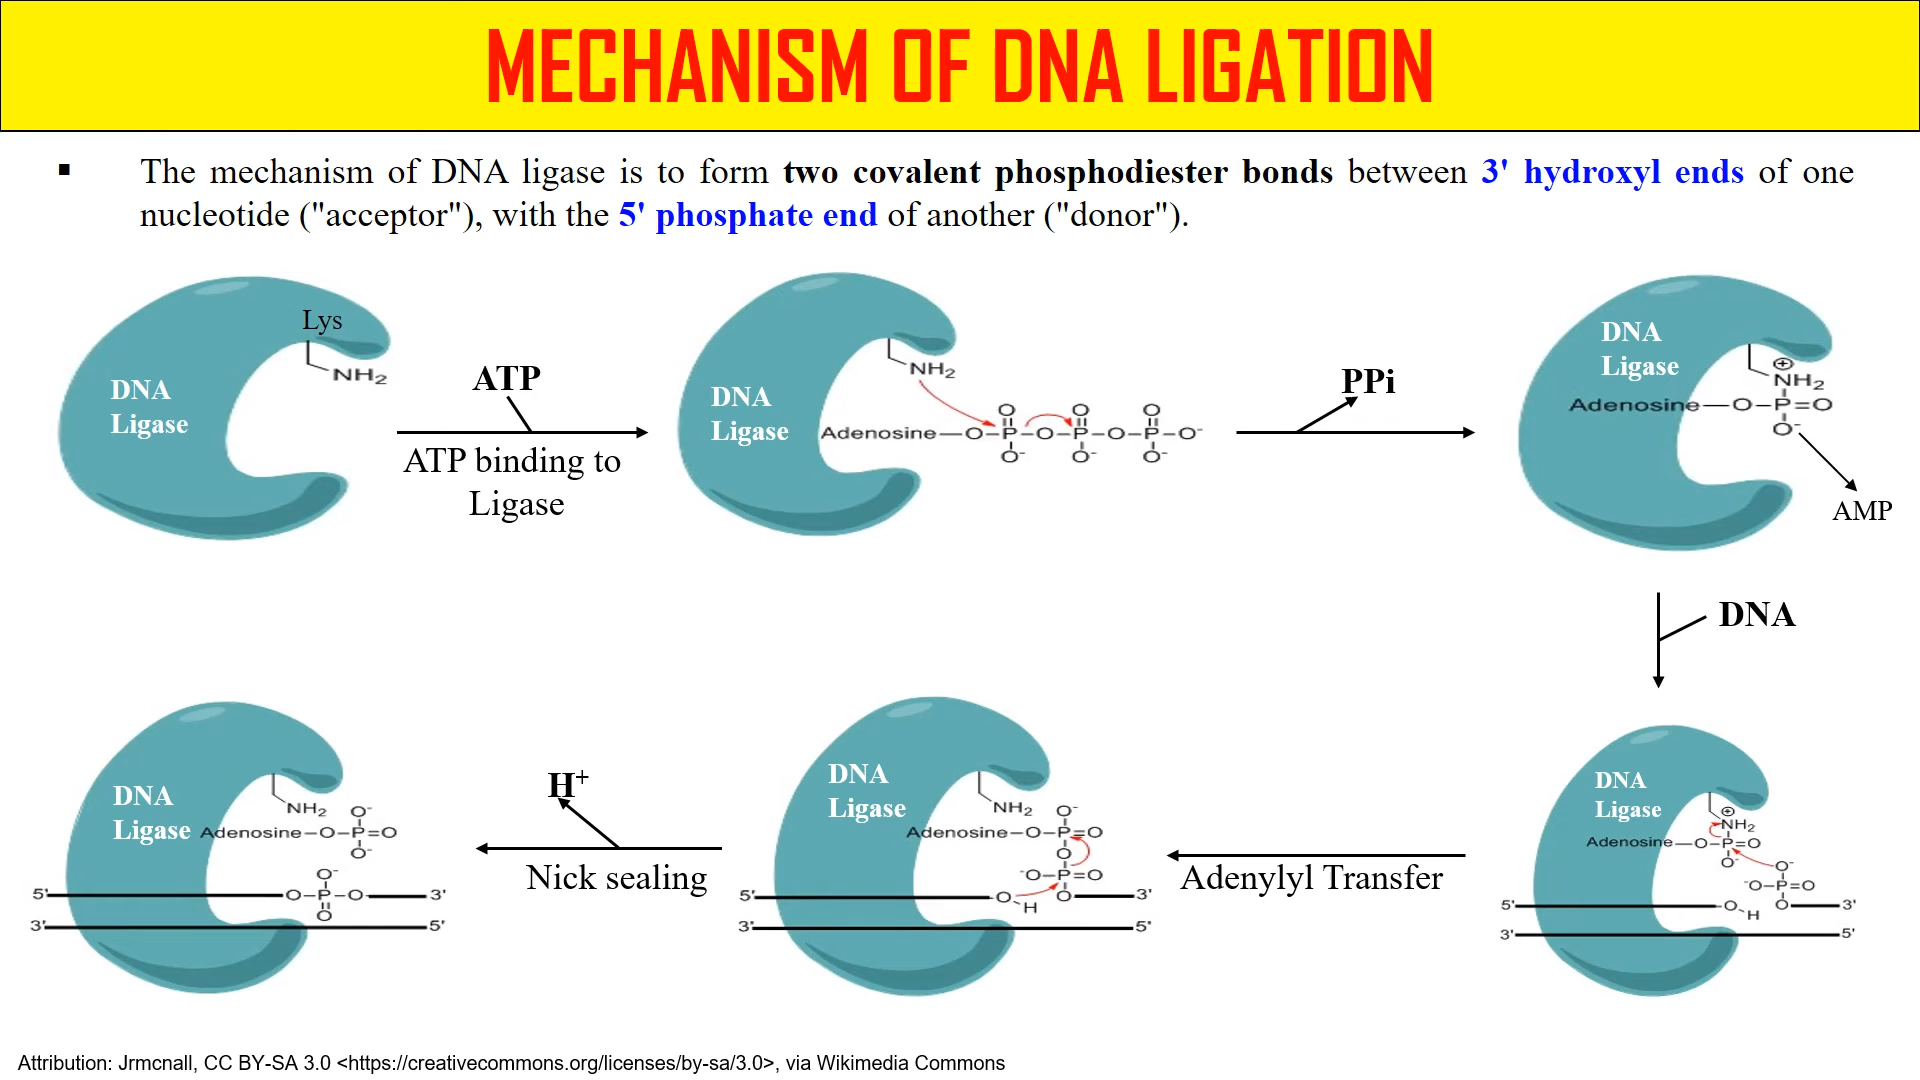 MECHANISM OF DNA LIGATION
▪ The mechanism of DNA ligase is to form two covalent phosphodiester bonds between 3' hydroxyl ends of one
nucleotide ("acceptor"), with the 5' phosphate end of another ("donor").
Lys
NH₂
DNA
Ligase
ATP
ATP binding to
Ligase
NH₂
DNA
Ligase
O O O
Adenosine—O–P–O–P–O–P–O⁻
O⁻ O⁻ O⁻
PPi
DNA
Ligase
⊕
NH₂
Adenosine—O–P=O
O⁻
AMP
DNA
DNA
Ligase
⊕
NH₂
Adenosine—O–P=O
O⁻ O⁻
⁻O–P=O
5' O H O 3'
3' 5'
Adenylyl Transfer
DNA
Ligase
NH₂
O⁻
Adenosine–O–P=O
O
⁻O–P=O
5' O H O 3'
3' 5'
H⁺
Nick sealing
DNA
Ligase
NH₂
O⁻
Adenosine–O–P=O
O⁻
O⁻
5' O–P–O 3'
O
3' 5'
Attribution: Jrmcnall, CC BY-SA 3.0 <https://creativecommons.org/licenses/by-sa/3.0>, via Wikimedia Commons